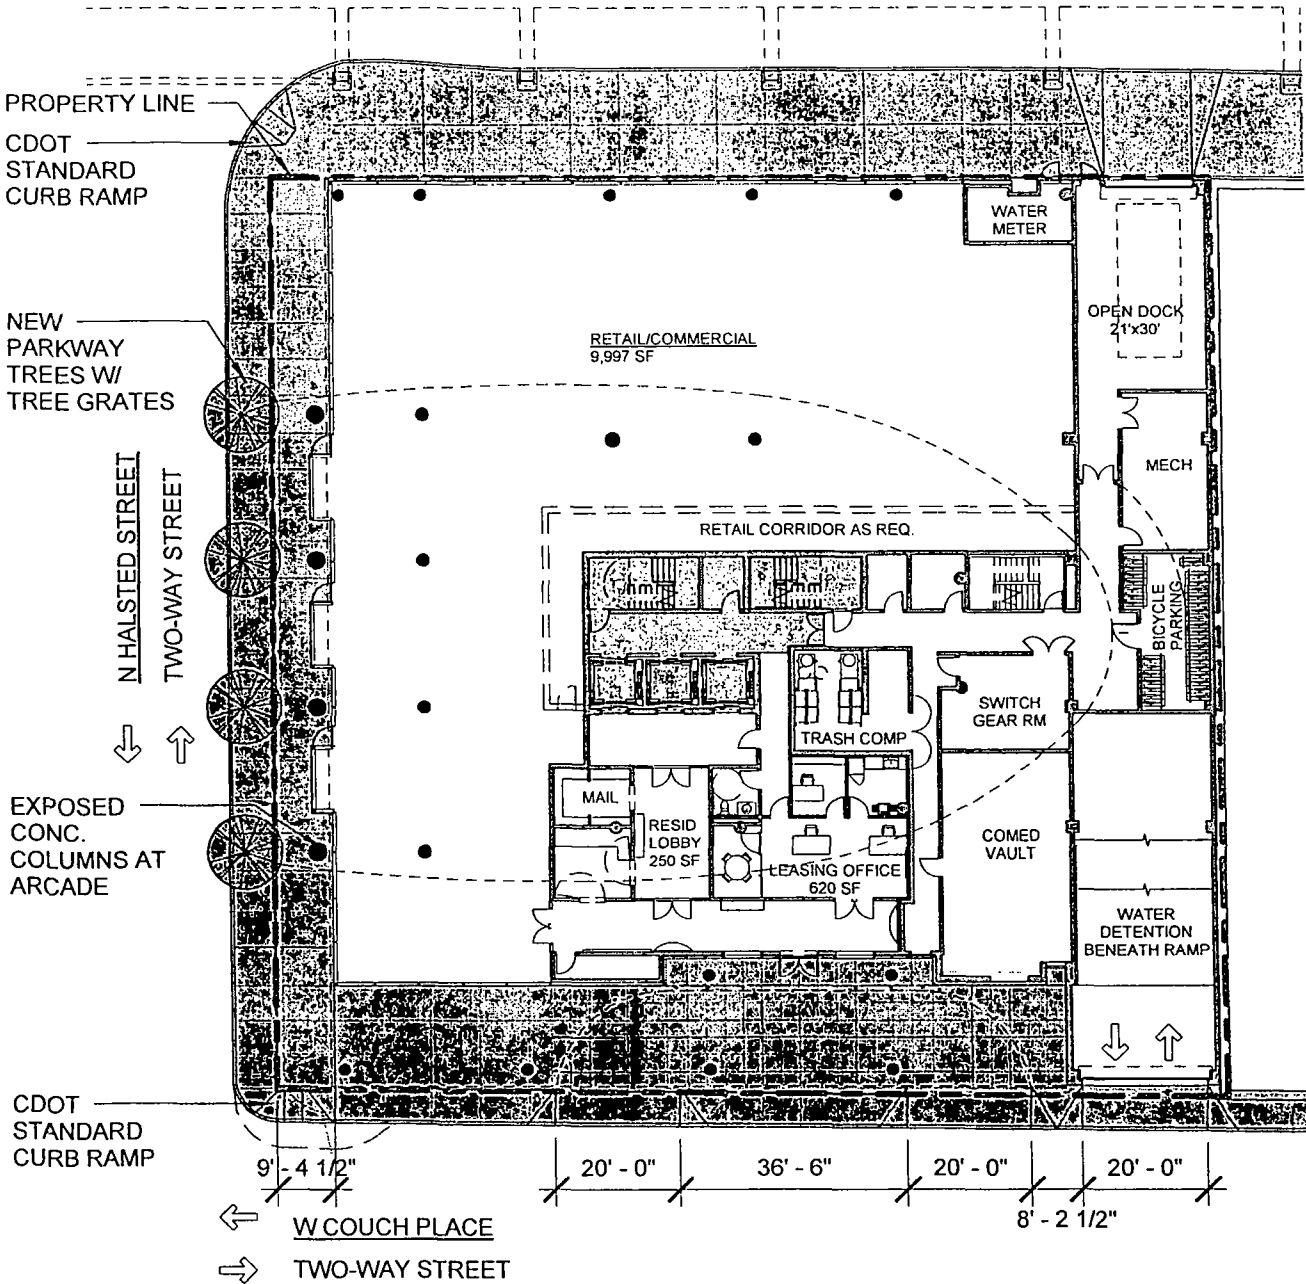 PROPERTY LINE
CDOT
STANDARD
CURB RAMP
WATER
METER
NEW
PARKWAY
TREES W/
TREE GRATES
OPEN DOCK
21'x30'
RETAIL/COMMERCIAL
9,997 SF
MECH
N HALSTED STREET
TWO-WAY STREET
RETAIL CORRIDOR AS REQ.
BICYCLE
PARKING
SWITCH
GEAR RM
TRASH COMP
MAIL
RESID
LOBBY
250 SF
EXPOSED
CONC.
COLUMNS AT
ARCADE
COMED
VAULT
LEASING OFFICE
620 SF
WATER
DETENTION
BENEATH RAMP
CDOT
STANDARD
CURB RAMP
9' - 4 1/2"
20' - 0"
36' - 6"
20' - 0"
20' - 0"
8' - 2 1/2"
W COUCH PLACE
TWO-WAY STREET